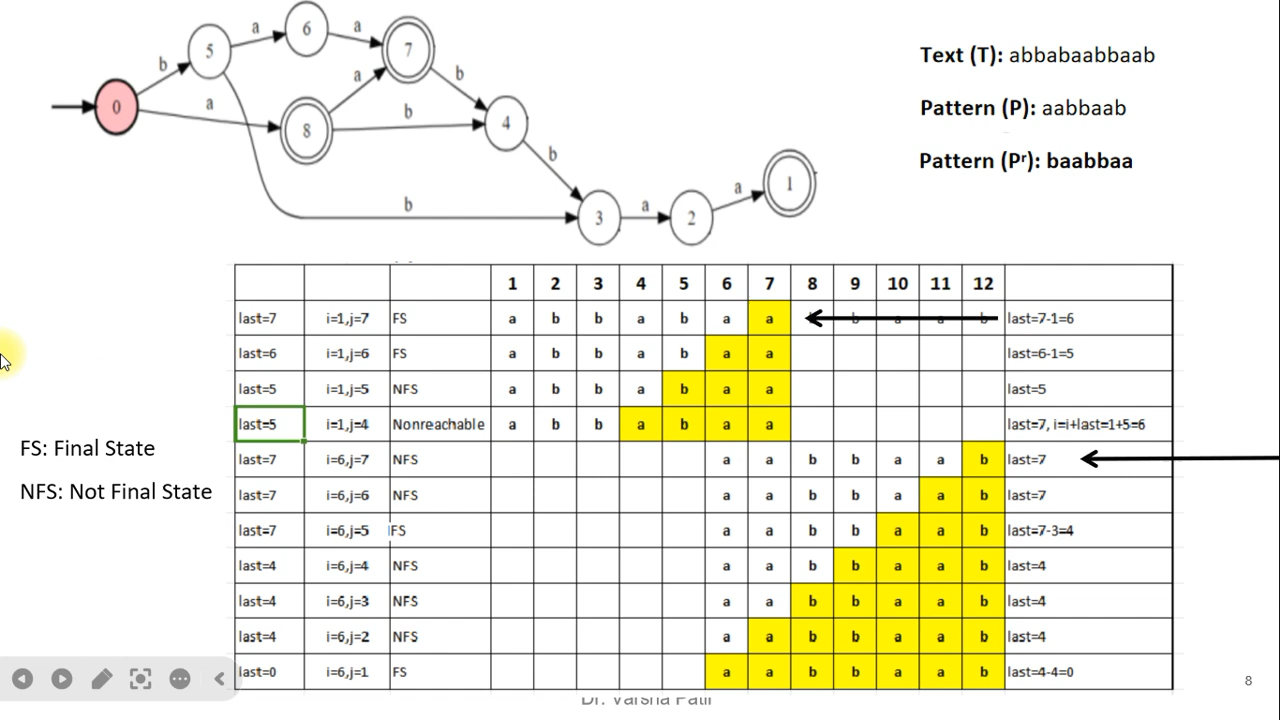 a
a
6
5
7
b
a
b
Text (T): abbabaabbaab
0
a
8
b
4
Pattern (P): aabbaab
b
Pattern (Pʳ): baabbaa
b
3
a
2
a
1
1 2 3 4 5 6 7 8 9 10 11 12
last=7 i=1,j=7 FS a b b a b a a b a a b last=7-1=6
last=6 i=1,j=6 FS a b b a b a a last=6-1=5
last=5 i=1,j=5 NFS a b b a b a a last=5
last=5 i=1,j=4 Nonreachable a b b a b a a last=7, i=i+last=1+5=6
FS: Final State
last=7 i=6,j=7 NFS a a b b a a b last=7
NFS: Not Final State
last=7 i=6,j=6 NFS a a b b a a b last=7
last=7 i=6,j=5 FS a a b b a a b last=7-3=4
last=4 i=6,j=4 NFS a a b b a a b last=4
last=4 i=6,j=3 NFS a a b b a a b last=4
last=4 i=6,j=2 NFS a a b b a a b last=4
last=0 i=6,j=1 FS a a b b a a b last=4-4=0
8
Dr. Varsha Patil